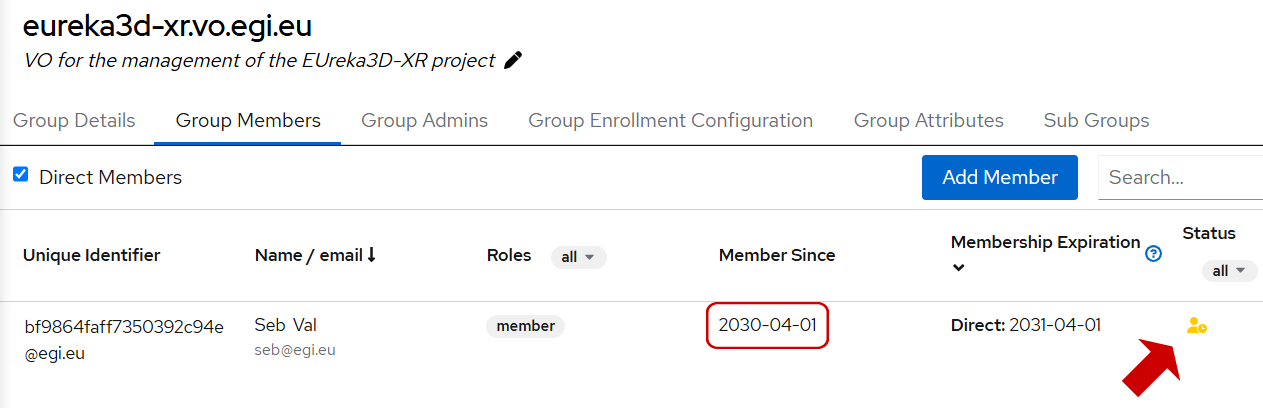 eureka3d-xr.vo.egi.eu
VO for the management of the EUreka3D-XR project
Group Details Group Members Group Admins Group Enrollment Configuration Group Attributes Sub Groups
Direct Members Add Member Search...
Unique Identifier Name / email Roles all Member Since Membership Expiration Status all
bf9864faff7350392c94e Seb Val member 2030-04-01 Direct: 2031-04-01
@egi.eu seb@egi.eu